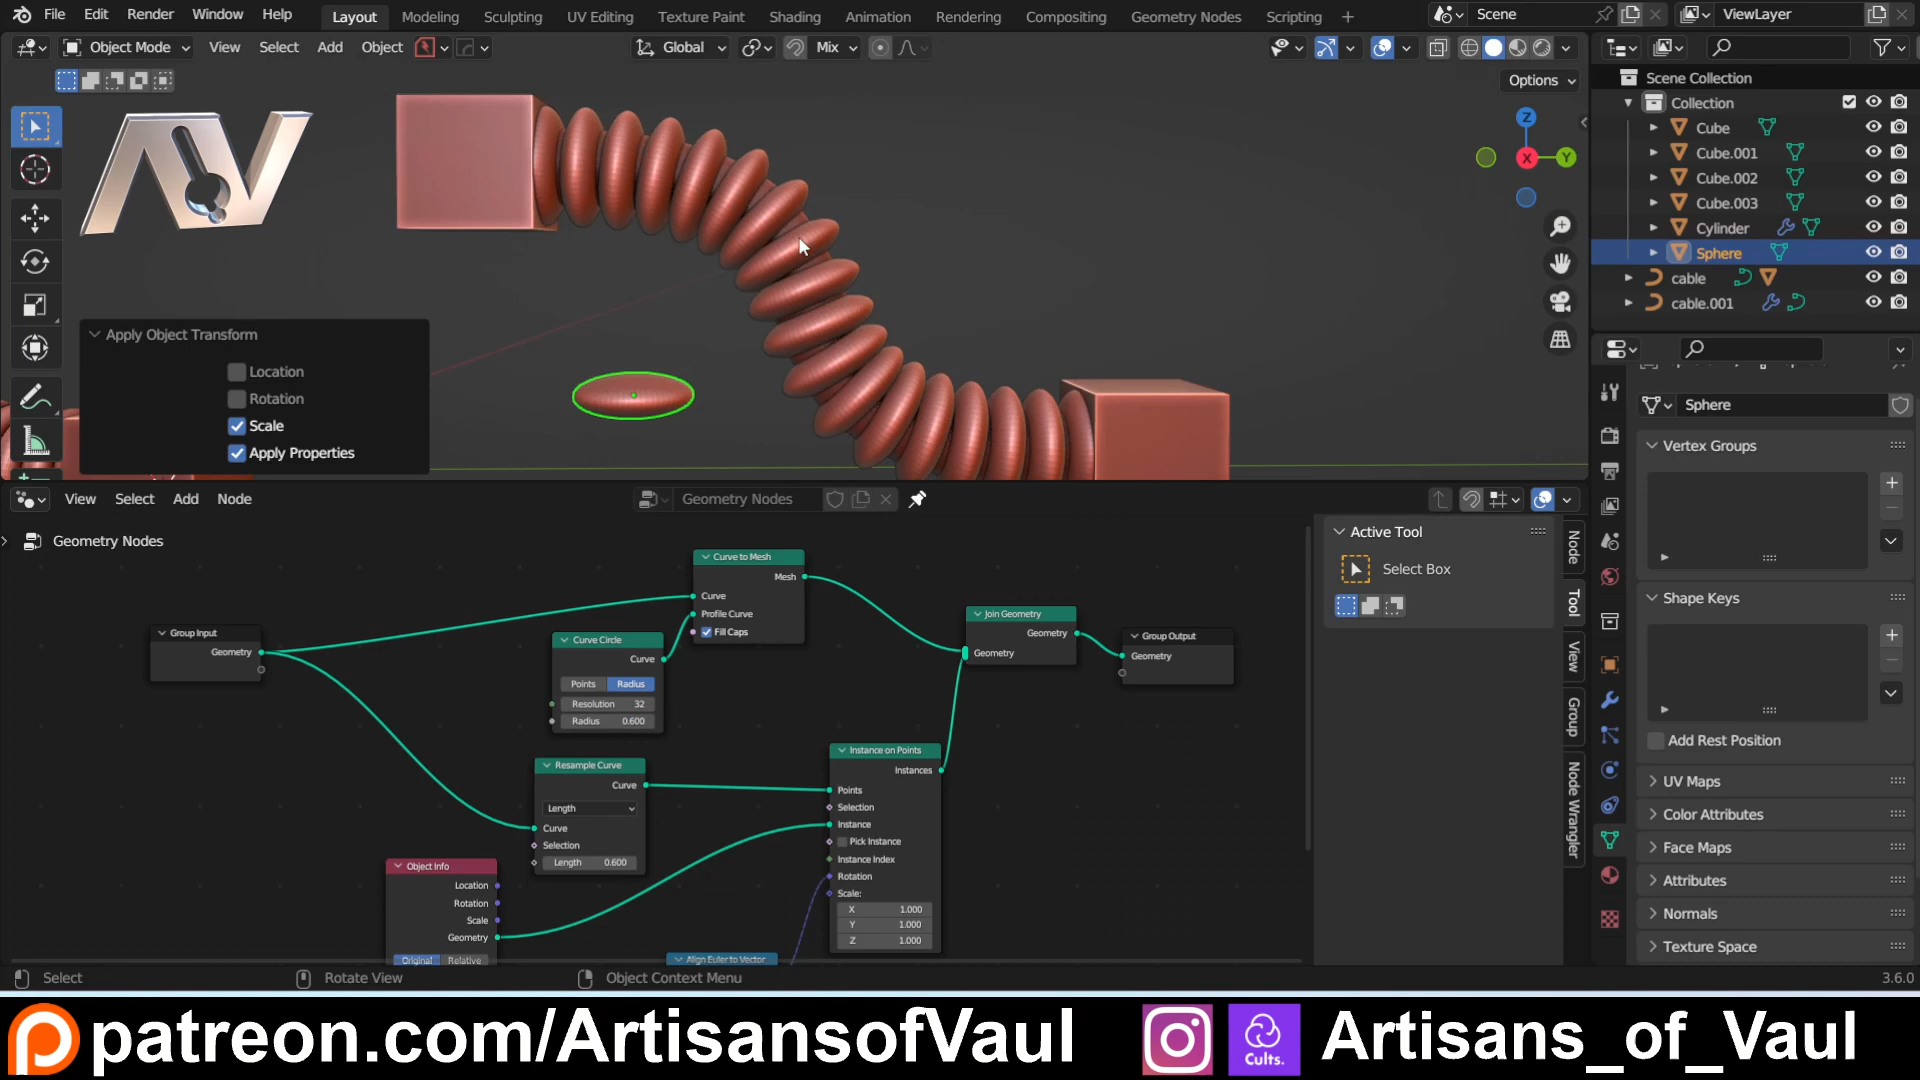 File Edit Render Window Help Layout Modeling Sculpting UV Editing Texture Paint Shading Animation Rendering Compositing Geometry Nodes Scripting + Scene ViewLayer
Object Mode View Select Add Object Global Mix
Options
Scene Collection
Collection
Cube
Cube.001
Cube.002
Cube.003
Cylinder
Sphere
cable
cable.001
Z
X
Y
AV
Apply Object Transform
Location
Rotation
Scale
Apply Properties
Sphere
Vertex Groups
Shape Keys
Add Rest Position
UV Maps
Color Attributes
Face Maps
Attributes
Normals
Texture Space
View Select Add Node Geometry Nodes
Geometry Nodes
Active Tool
Select Box
Node
Tool
View
Group
Node Wrangler
Group Input
Geometry
Curve to Mesh
Mesh
Curve
Profile Curve
Fill Caps
Curve Circle
Curve
Points Radius
Resolution 32
Radius 0.600
Join Geometry
Geometry
Geometry
Group Output
Geometry
Resample Curve
Curve
Length
Curve
Selection
Length 0.600
Instance on Points
Instances
Points
Selection
Instance
Pick Instance
Instance Index
Rotation
Scale:
X 1.000
Y 1.000
Z 1.000
Object Info
Location
Rotation
Scale
Geometry
Original Relative
Align Euler to Vector
Select Rotate View Object Context Menu 3.6.0
patreon.com/ArtisansofVaul Cults. Artisans_of_Vaul